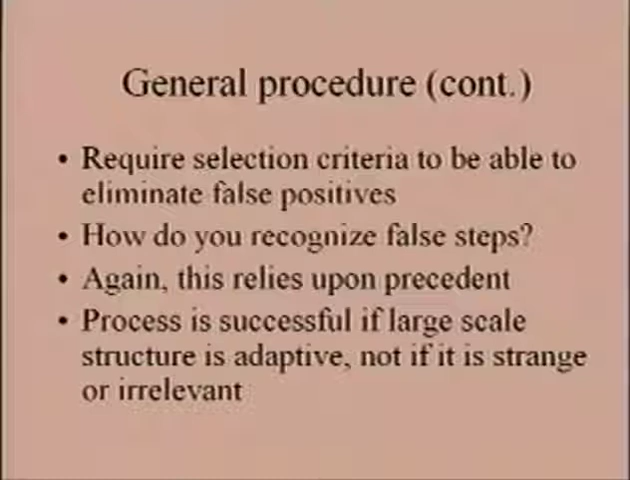 General procedure (cont.)
• Require selection criteria to be able to
eliminate false positives
• How do you recognize false steps?
• Again, this relies upon precedent
• Process is successful if large scale
structure is adaptive, not if it is strange
or irrelevant